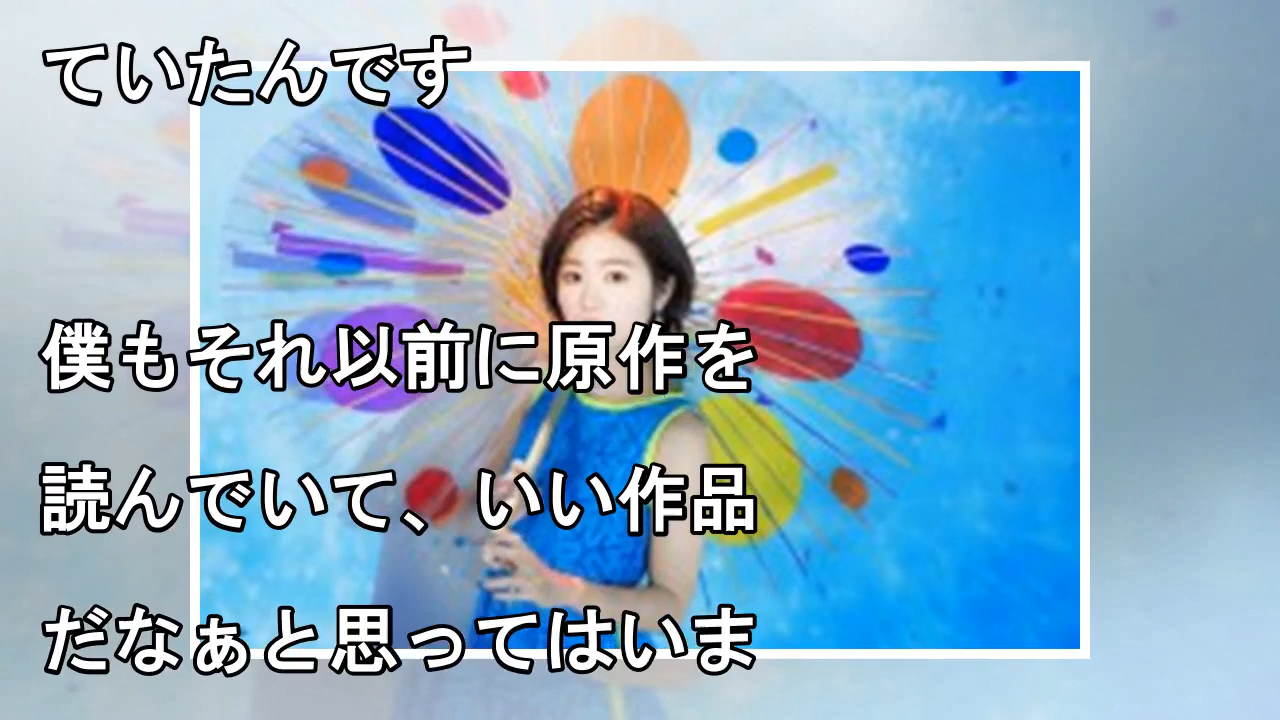 ていたんです
僕もそれ以前に原作を
読んでいて、いい作品
だなぁと思ってはいま